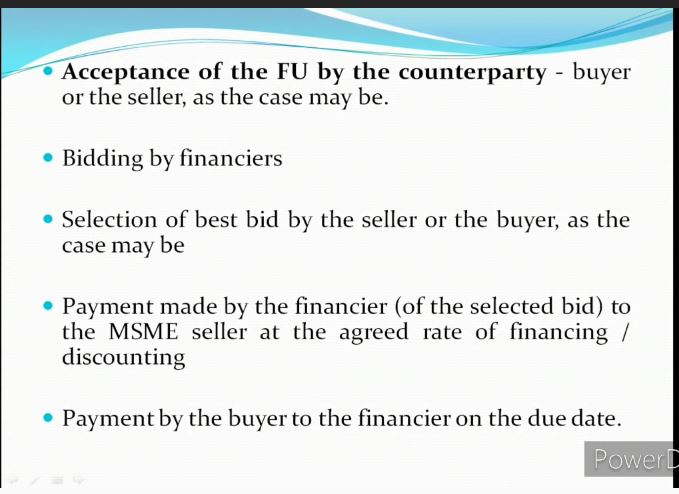 Acceptance of the FU by the counterparty - buyer
or the seller, as the case may be.
Bidding by financiers
Selection of best bid by the seller or the buyer, as the
case may be
Payment made by the financier (of the selected bid) to
the MSME seller at the agreed rate of financing /
discounting
Payment by the buyer to the financier on the due date.
PowerD